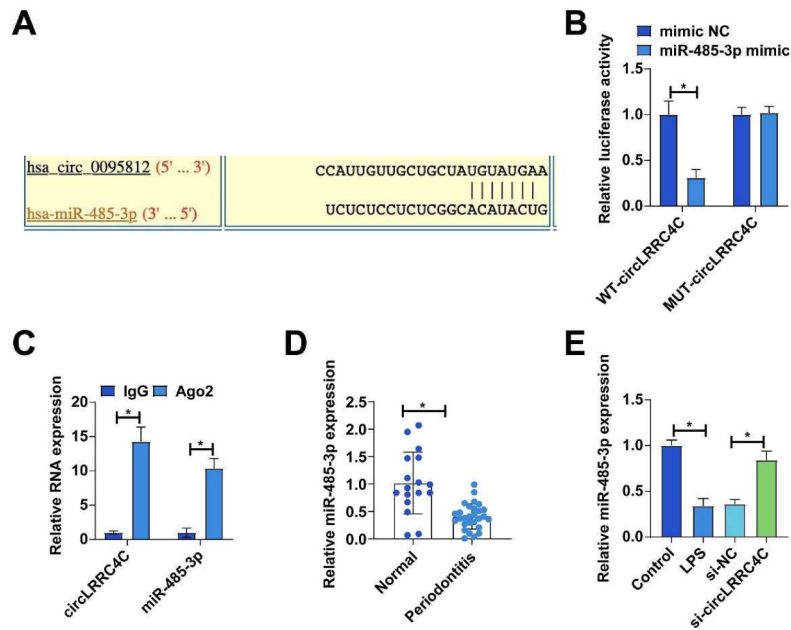 A
hsa_circ_0095812 (5' ... 3')
CCAUUGUUGCUGCUAUGUAUGAA
hsa-miR-485-3p (3' ... 5')
UCUCUCCUCUCGGCACAUACUG
B
mimic NC
miR-485-3p mimic
Relative luciferase activity
1.5
1.0
0.5
0.0
*
WT-circLRRC4C
MUT-circLRRC4C
C
IgG
Ago2
Relative RNA expression
20
15
10
5
0
*
*
circLRRC4C
miR-485-3p
D
Relative miR-485-3p expression
2.5
2.0
1.5
1.0
0.5
0.0
*
Normal
Periodontitis
E
Relative miR-485-3p expression
1.5
1.0
0.5
0.0
*
*
Control
LPS
si-NC
si-circLRRC4C